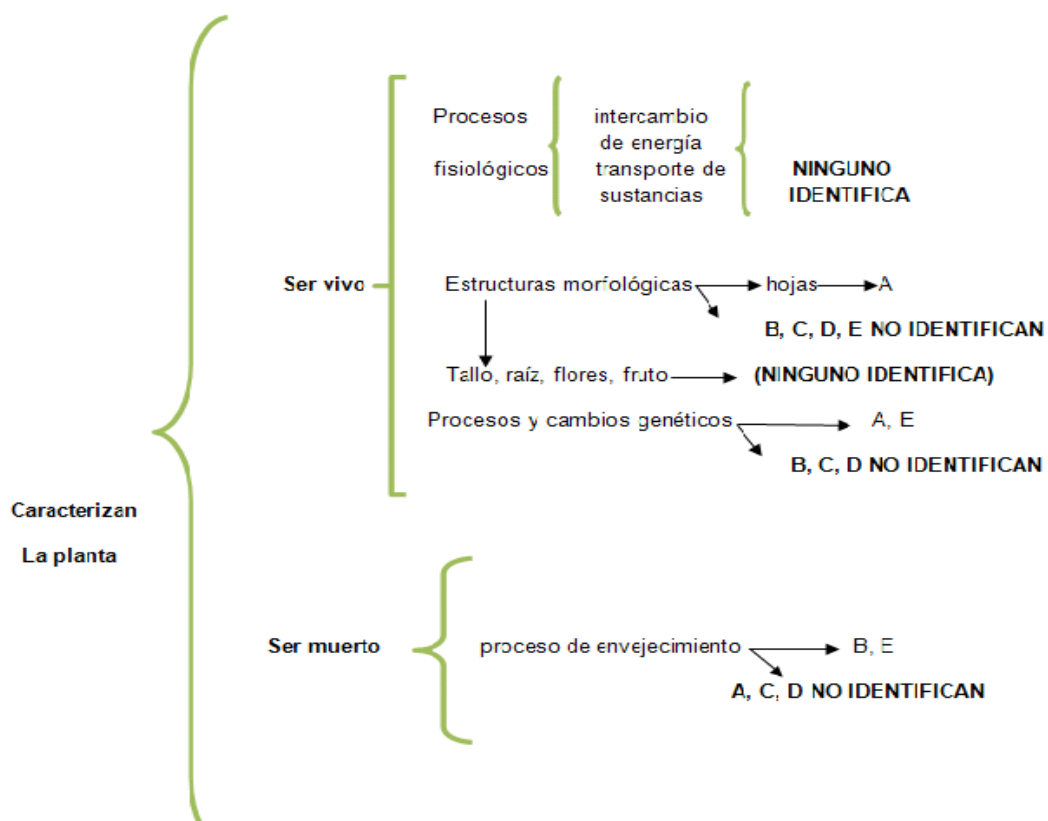 Procesos
fisiológicos
intercambio
de energía
transporte de
sustancias
NINGUNO
IDENTIFICA
Ser vivo
Estructuras morfológicas
hojas
A
B, C, D, E NO IDENTIFICAN
Tallo, raíz, flores, fruto
(NINGUNO IDENTIFICA)
Procesos y cambios genéticos
A, E
B, C, D NO IDENTIFICAN
Caracterizan
La planta
Ser muerto
proceso de envejecimiento
B, E
A, C, D NO IDENTIFICAN